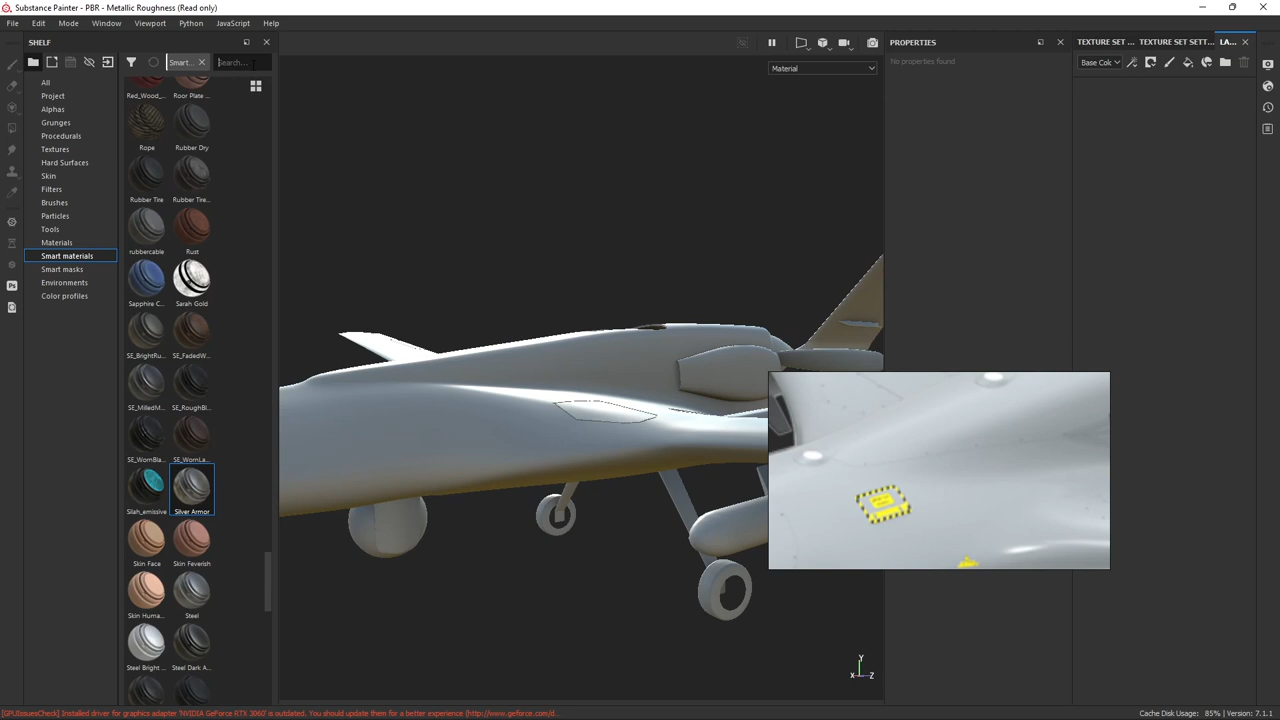 Substance Painter - PBR - Metallic Roughness (Read only)
File Edit Mode Window Viewport Python JavaScript Help
SHELF
PROPERTIES
TEXTURE SET ... TEXTURE SET SETT... LA...
Smart...
Search...
Material
No properties found
Base Colo
All
Project
Alphas
Grunges
Procedurals
Textures
Hard Surfaces
Skin
Filters
Brushes
Particles
Tools
Materials
Smart materials
Smart masks
Environments
Color profiles
Red_Wood_... Roor Plate ...
Rope Rubber Dry
Rubber Tire Rubber Tire...
rubbercable Rust
Sapphire C... Sarah Gold
SE_BrightRu... SE_FadedW...
SE_MilledM... SE_RoughBl...
SE_WornBla... SE_WornLa...
Silah_emissive Silver Armor
Skin Face Skin Feverish
Skin Huma... Steel
Steel Bright ... Steel Dark A...
Ps
Y
X Z
[GPUIssuesCheck] Installed driver for graphics adapter 'NVIDIA GeForce RTX 3060' is outdated. You should update them for a better experience (http://www.geforce.com/d...
Cache Disk Usage: 85% | Version: 7.1.1